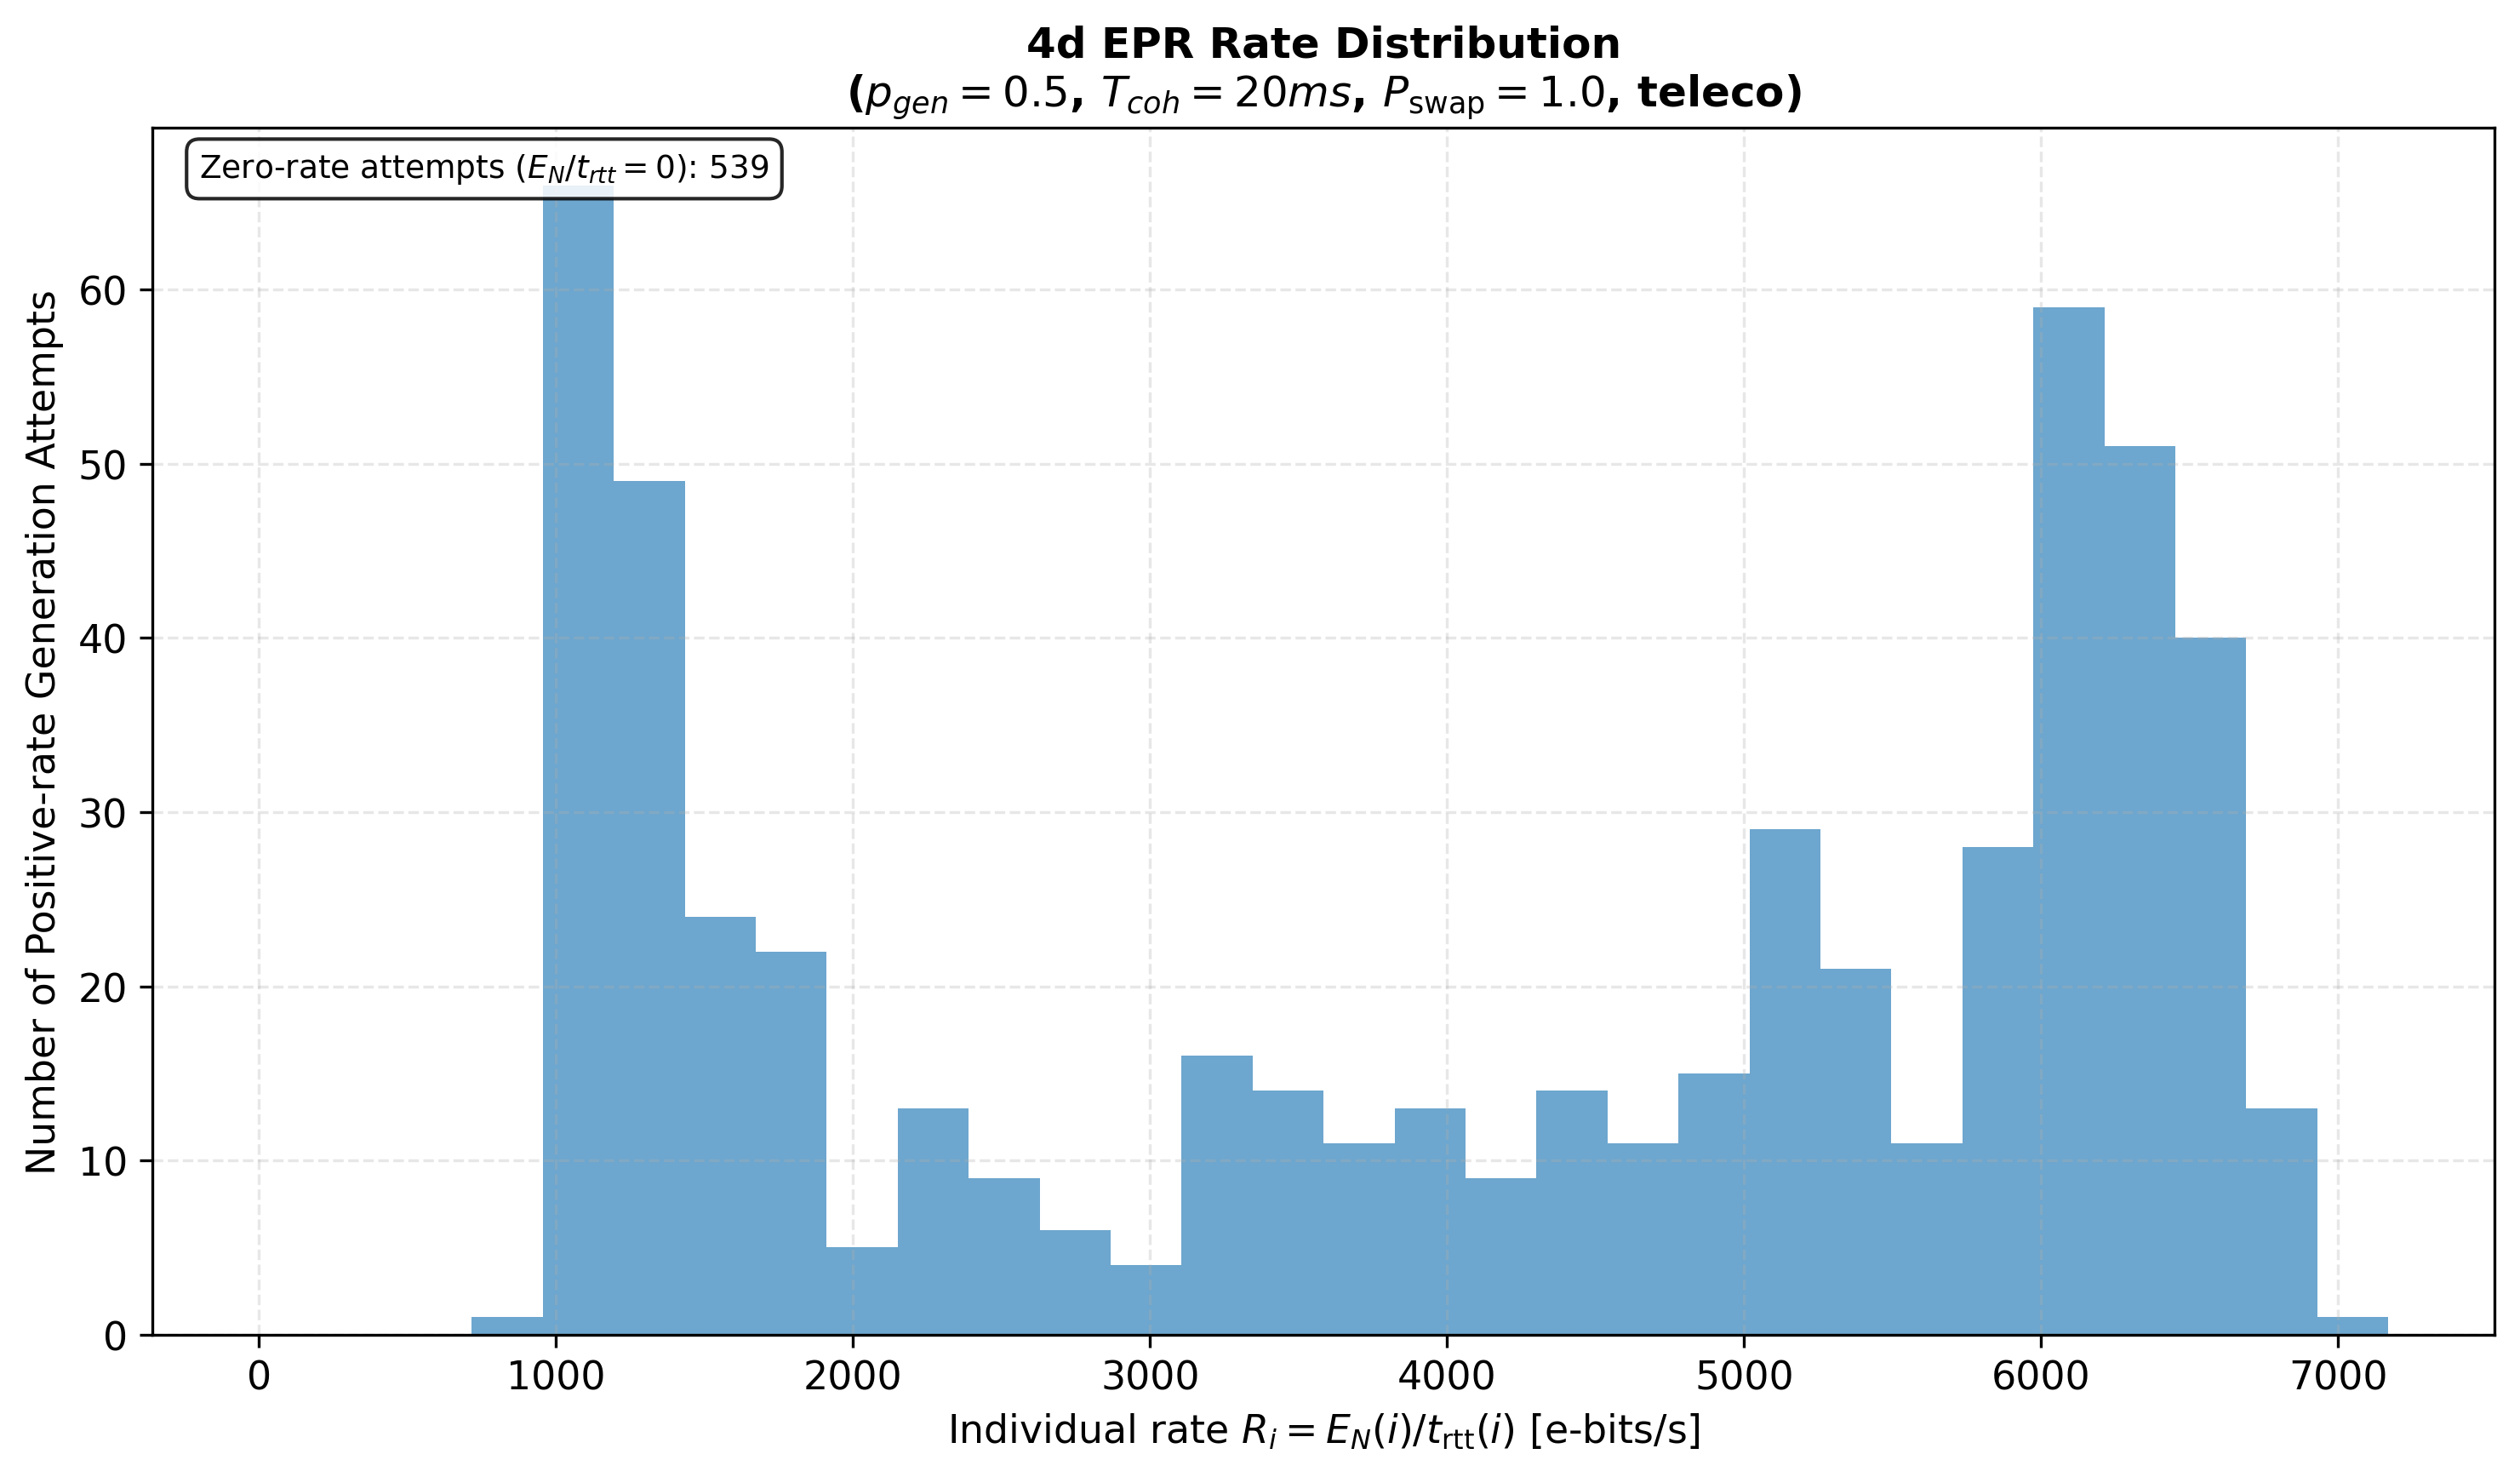 4d EPR Rate Distribution
(p_gen = 0.5, T_coh = 20ms, P_swap = 1.0, teleco)
Zero-rate attempts (E_N/t_rtt = 0): 539
Number of Positive-rate Generation Attempts
60
50
40
30
20
10
0
0 1000 2000 3000 4000 5000 6000 7000
Individual rate R_i = E_N(i)/t_rtt(i) [e-bits/s]